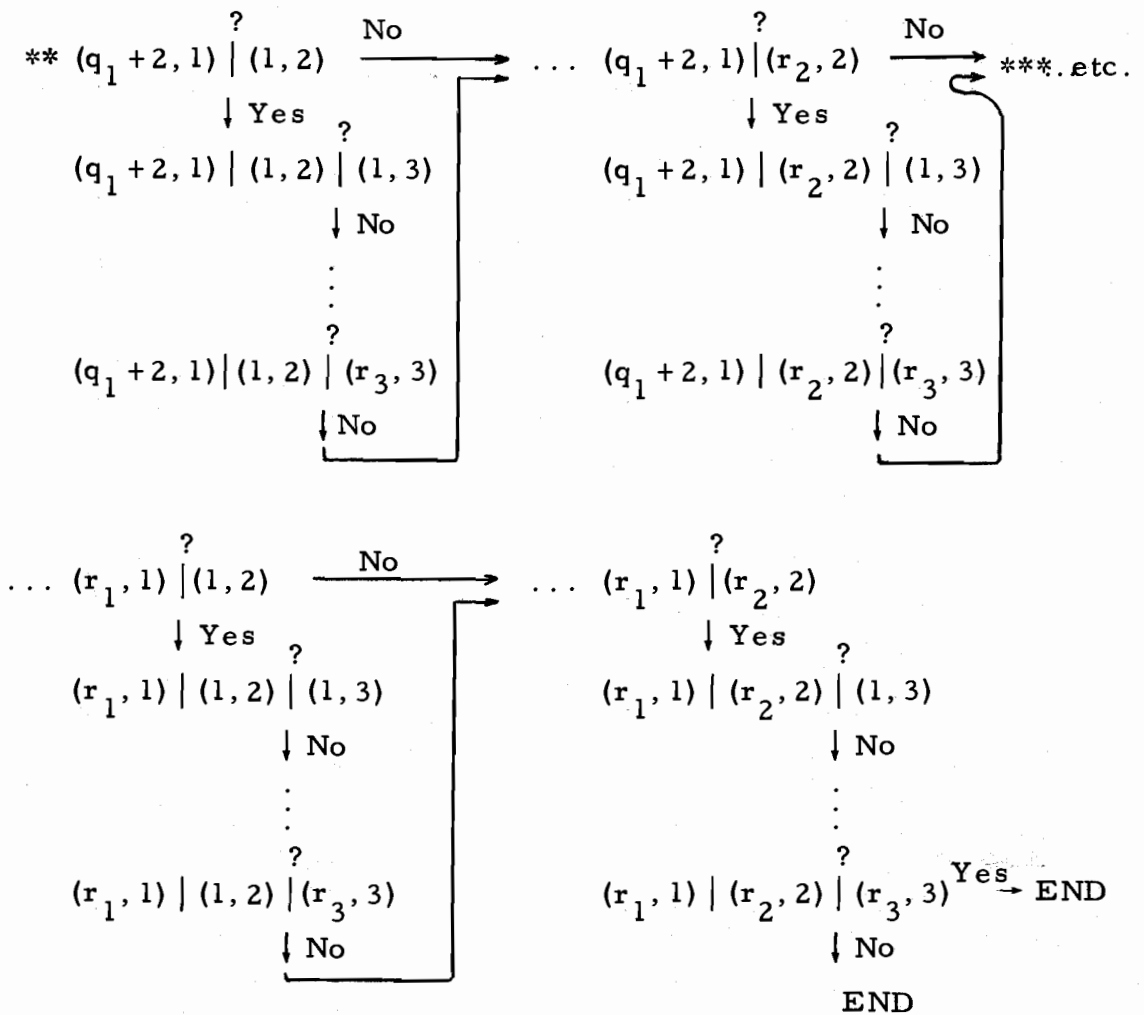 ** (q₁ + 2, 1) |? (1, 2) No → ... (q₁ + 2, 1) |? (r₂, 2) No → ***. etc.
↓ Yes ↓ Yes
(q₁ + 2, 1) | (1, 2) |? (1, 3) (q₁ + 2, 1) | (r₂, 2) |? (1, 3)
↓ No ↓ No
⋮ ⋮
(q₁ + 2, 1) | (1, 2) |? (r₃, 3) (q₁ + 2, 1) | (r₂, 2) |? (r₃, 3)
↓ No ↓ No
... (r₁, 1) |? (1, 2) No → ... (r₁, 1) |? (r₂, 2)
↓ Yes ↓ Yes
(r₁, 1) | (1, 2) |? (1, 3) (r₁, 1) | (r₂, 2) |? (1, 3)
↓ No ↓ No
⋮ ⋮
(r₁, 1) | (1, 2) |? (r₃, 3) (r₁, 1) | (r₂, 2) |? (r₃, 3) Yes → END
↓ No ↓ No
END